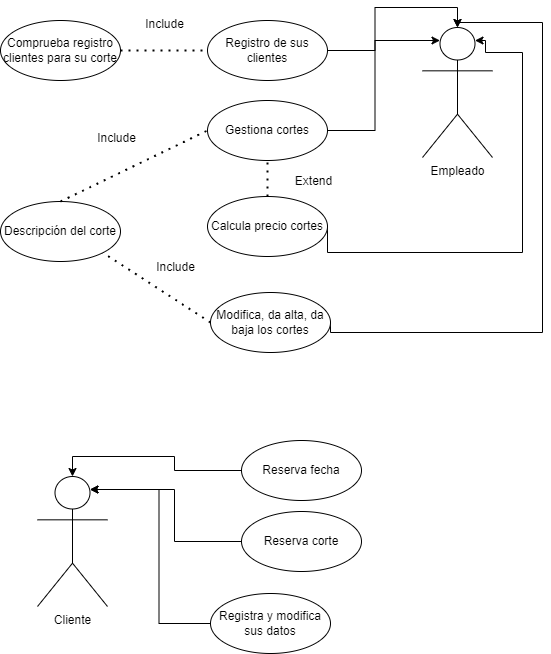 Include
Comprueba registro
clientes para su corte
Registro de sus
clientes
Include
Gestiona cortes
Empleado
Extend
Descripción del corte
Calcula precio cortes
Include
Modifica, da alta, da
baja los cortes
Reserva fecha
Reserva corte
Cliente
Registra y modifica
sus datos